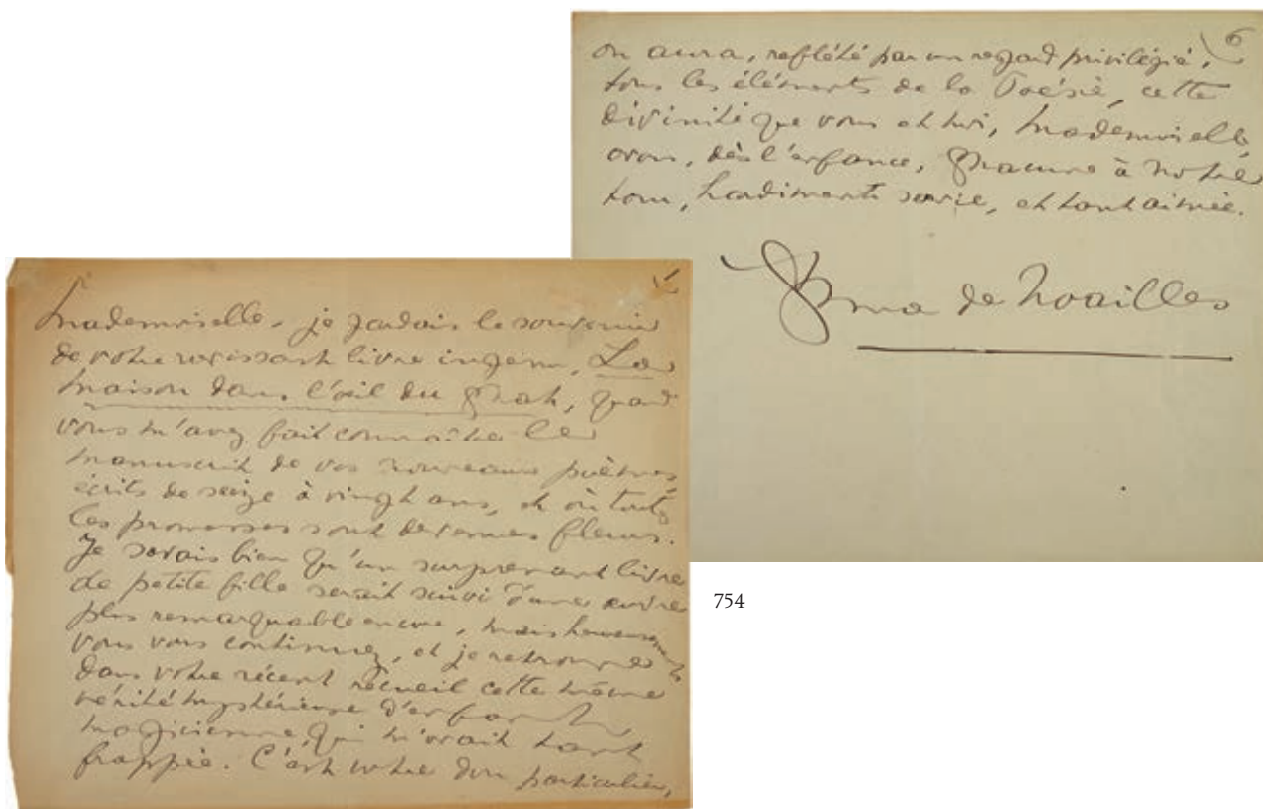 1
Mademoiselle, je gardais le souvenir
de votre ravissant livre ingénu, La
Maison dans l'œil du Chat, quand
vous m'avez fait connaître le
manuscrit de vos nouveaux poèmes,
écrits de seize à vingt ans, et où toutes
les promesses sont devenues fleurs.
Je savais bien qu'un surprenant livre
de petite fille serait suivi d'une œuvre
plus remarquable encore, mais heureusement
vous vous continuez, et je retrouve
dans votre récent recueil cette même
vérité mystérieuse d'enfant
magicienne qui m'avait tant
frappée. C'est votre don particulier,
6
on aura, reflété par un regard privilégié,
tous les éléments de la Poésie, cette
divinité que vous et moi, Mademoiselle,
avons, dès l'enfance, chacune à notre
tour, hardiment servie, et tant aimée.
Anna de Noailles
754